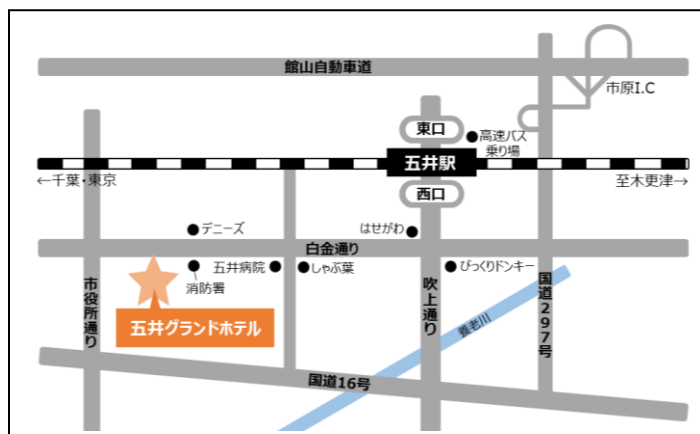 館山自動車道
市原I.C
東口
高速バス
乗り場
五井駅
←千葉・東京
至木更津→
西口
デニーズ
はせがわ
白金通り
五井病院
しゃぶ葉
びっくりドンキー
消防署
市役所通り
吹上通り
国道297号
五井グランドホテル
養老川
国道16号